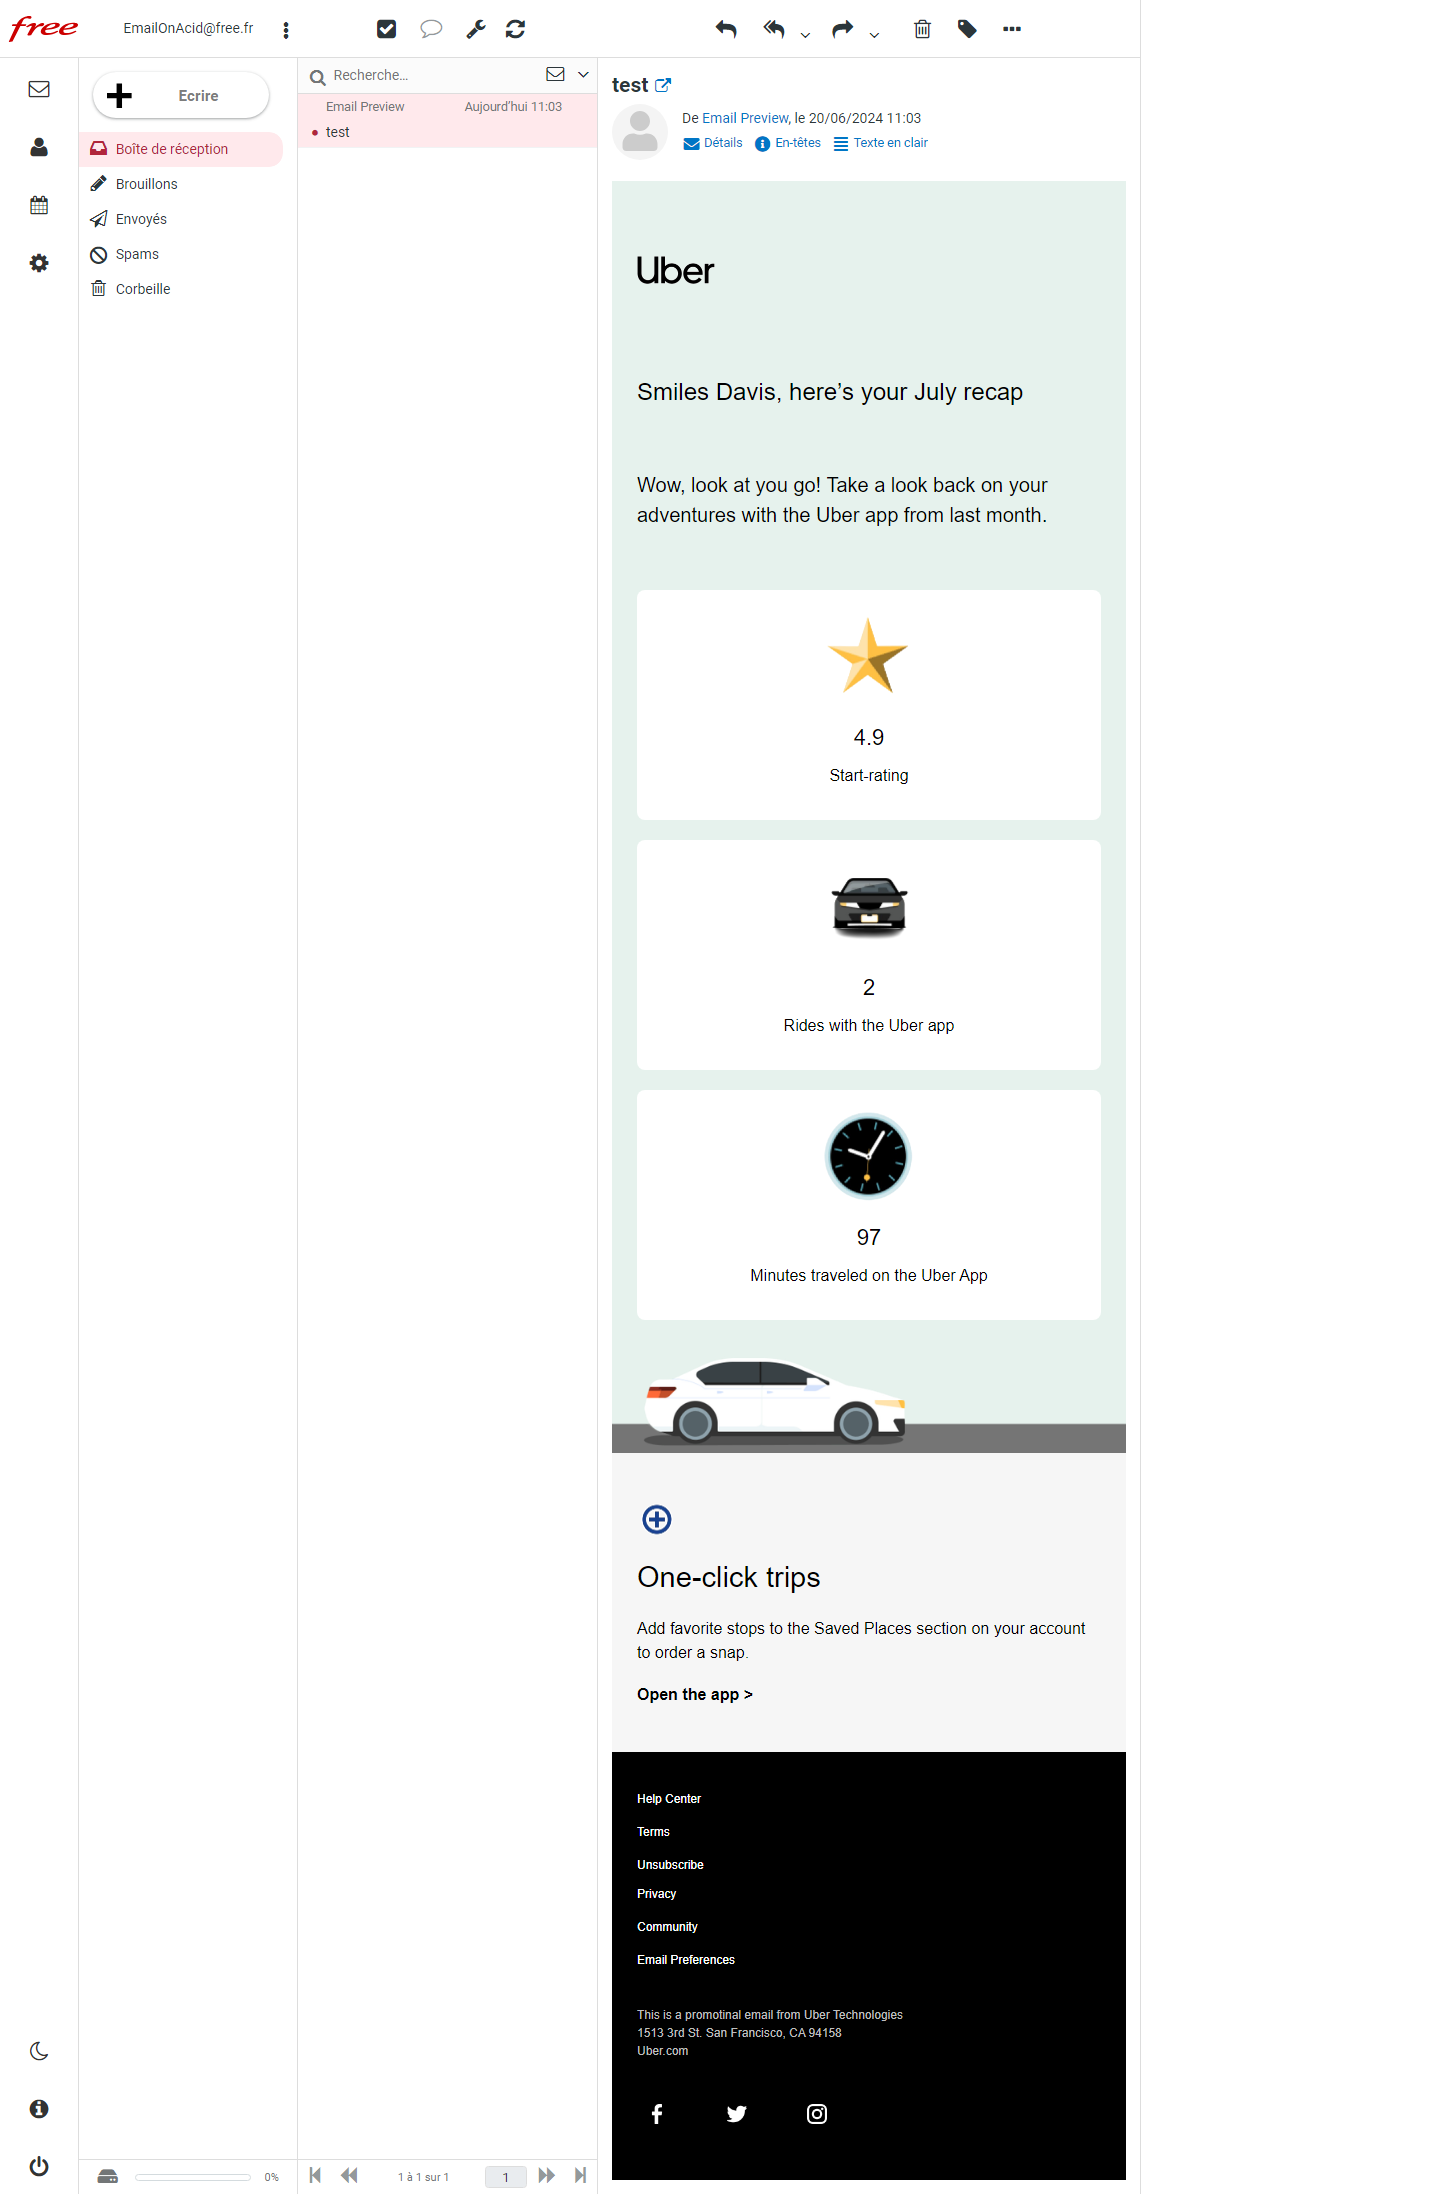 free
EmailOnAcid@free.fr
Ecrire
Boîte de réception
Brouillons
Envoyés
Spams
Corbeille
0%
Recherche...
Email Preview Aujourd'hui 11:03
test
1 à 1 sur 1
1
test
De Email Preview, le 20/06/2024 11:03
Détails En-têtes Texte en clair
Uber
Smiles Davis, here's your July recap
Wow, look at you go! Take a look back on your
adventures with the Uber app from last month.
4.9
Start-rating
2
Rides with the Uber app
97
Minutes traveled on the Uber App
One-click trips
Add favorite stops to the Saved Places section on your account
to order a snap.
Open the app >
Help Center
Terms
Unsubscribe
Privacy
Community
Email Preferences
This is a promotinal email from Uber Technologies
1513 3rd St. San Francisco, CA 94158
Uber.com